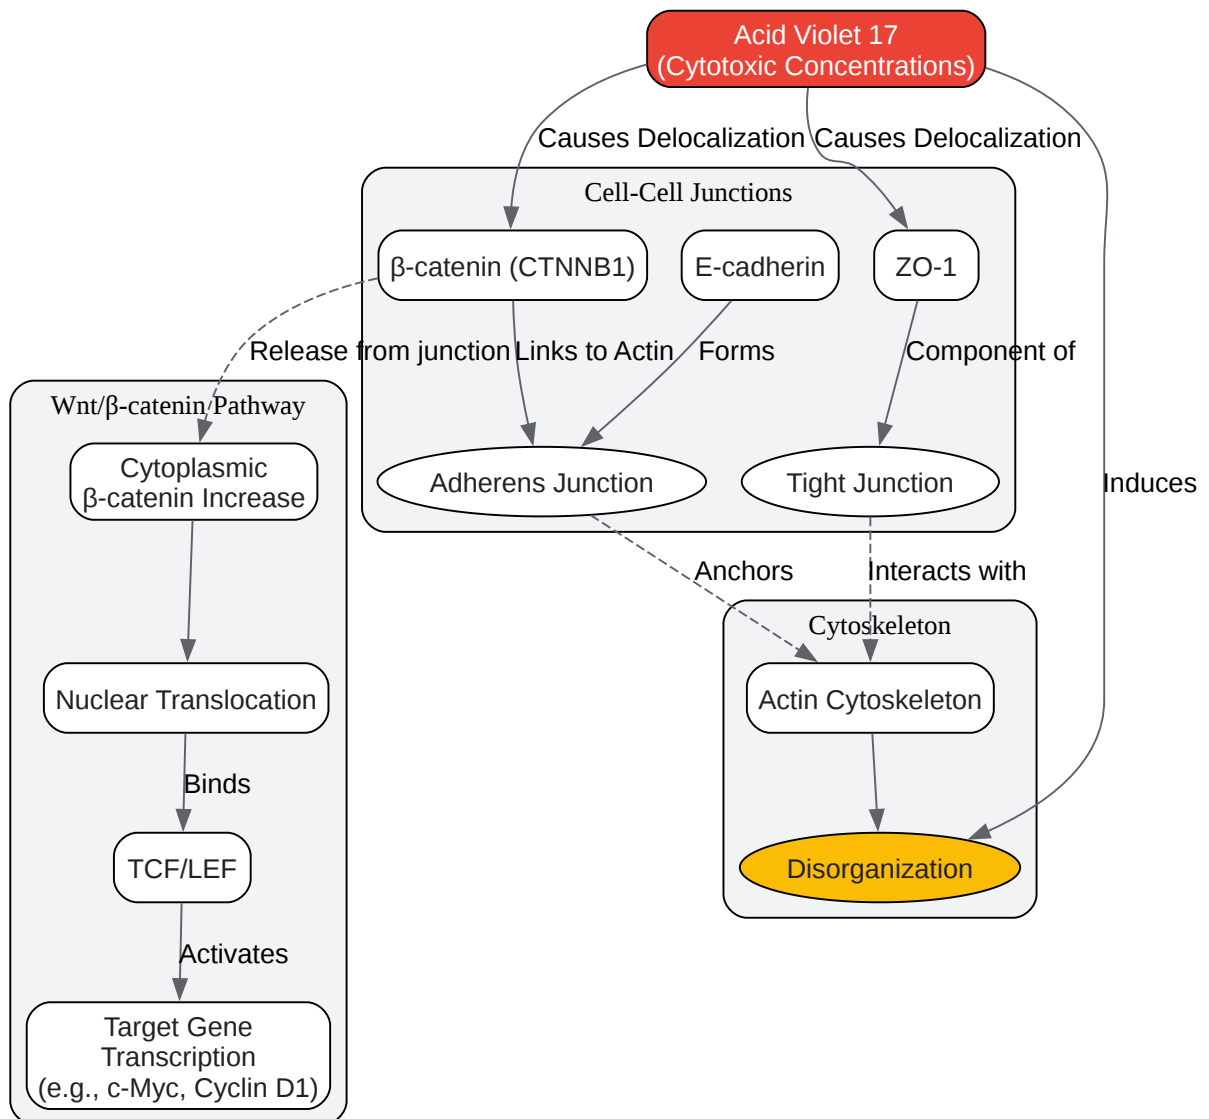 Acid Violet 17
(Cytotoxic Concentrations)
Causes Delocalization
Causes Delocalization
Cell-Cell Junctions
β-catenin (CTNNB1)
E-cadherin
ZO-1
Release from junction
Links to Actin
Forms
Component of
Wnt/β-catenin Pathway
Cytoplasmic
β-catenin Increase
Adherens Junction
Tight Junction
Induces
Anchors
Interacts with
Cytoskeleton
Nuclear Translocation
Actin Cytoskeleton
Binds
TCF/LEF
Disorganization
Activates
Target Gene
Transcription
(e.g., c-Myc, Cyclin D1)